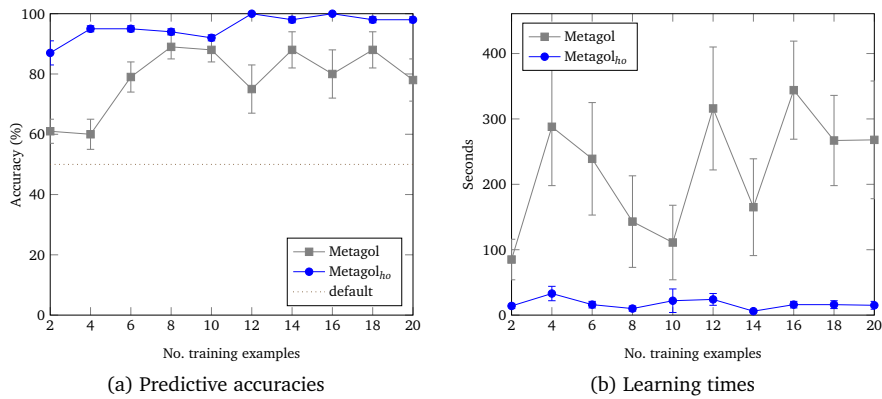 100
80
60
40
20
0
Accuracy (%)
2 4 6 8 10 12 14 16 18 20
No. training examples
Metagol
Metagol_ho
default
(a) Predictive accuracies
400
300
200
100
0
Seconds
2 4 6 8 10 12 14 16 18 20
No. training examples
Metagol
Metagol_ho
(b) Learning times